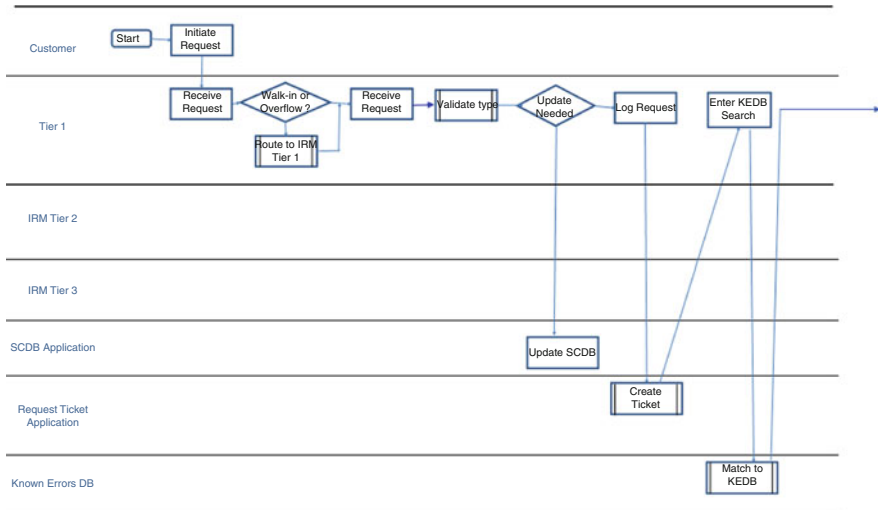 Customer
Start
Initiate
Request
Tier 1
Receive
Request
Walk-in or
Overflow ?
Route to IRM
Tier 1
Receive
Request
Validate type
Update
Needed
Log Request
Enter KEDB
Search
IRM Tier 2
IRM Tier 3
SCDB Application
Update SCDB
Request Ticket
Application
Create
Ticket
Known Errors DB
Match to
KEDB